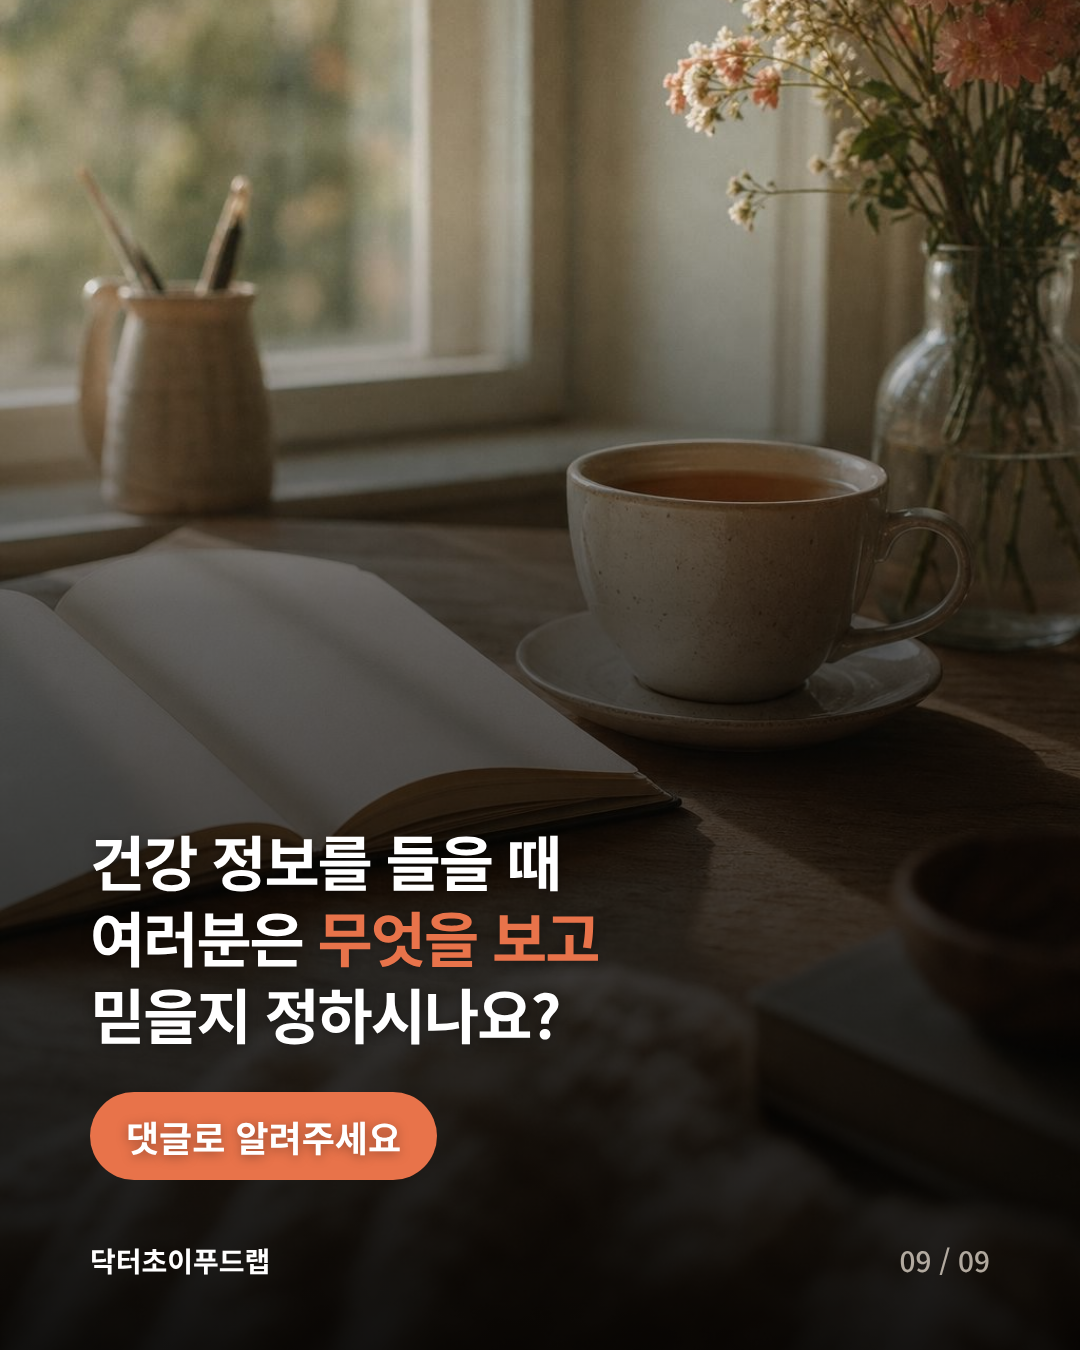 건강 정보를 들을 때
여러분은 무엇을 보고
믿을지 정하시나요?
댓글로 알려주세요
닥터초이푸드랩
09 / 09